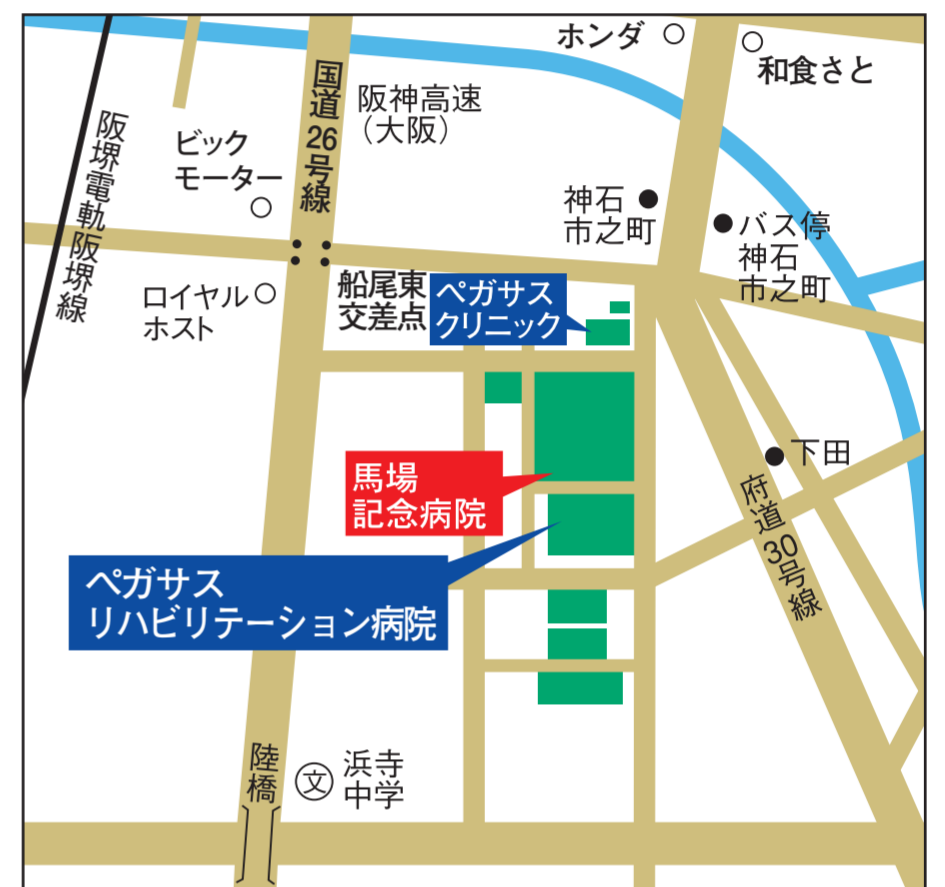 ホンダ
和食さと
国道26号線
阪神高速
（大阪）
阪堺電軌阪堺線
ビック
モーター
神石
市之町
バス停
神石
市之町
ロイヤル
ホスト
船尾東
交差点
ペガサス
クリニック
下田
馬場
記念病院
府道30号線
ペガサス
リハビリテーション病院
陸橋
文
浜寺
中学